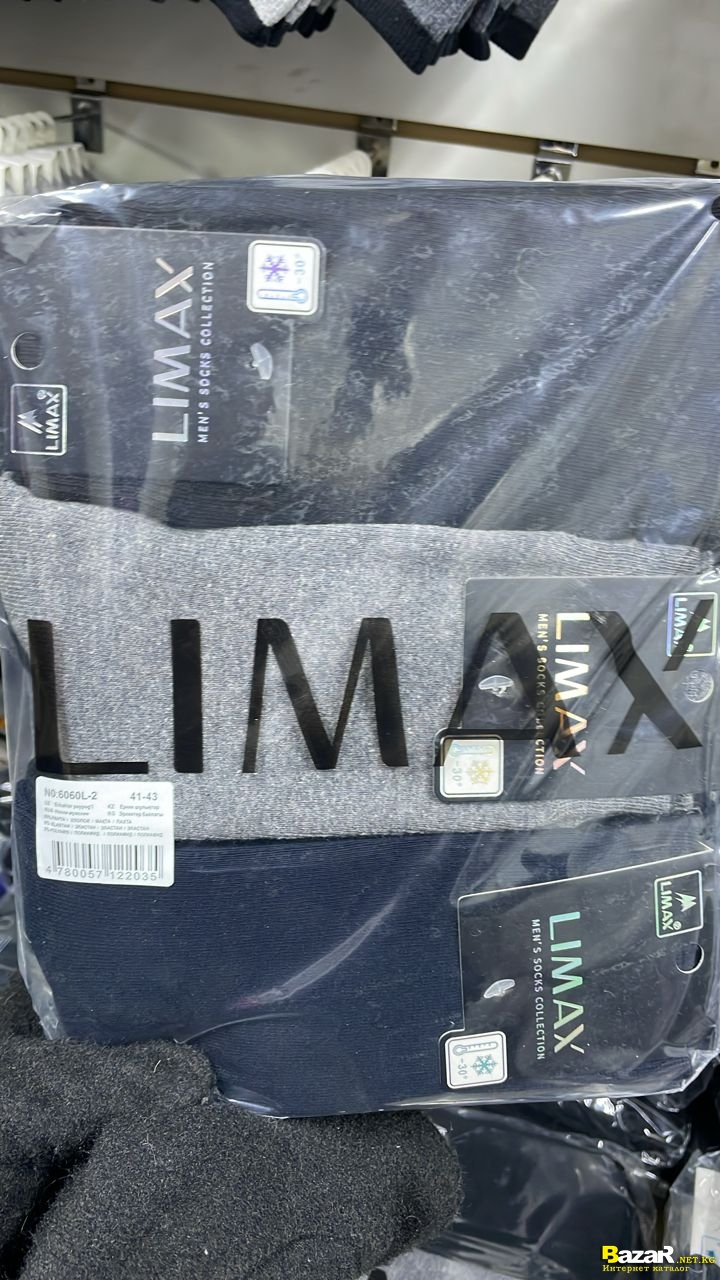 LIMAX
MEN'S SOCKS COLLECTION
-30°
LIMAX®
LIMAX
LIMAX
MEN'S SOCKS COLLECTION
LIMAX
-30°
NO:6060L-2 41-43
4 780057 122035
LIMAX
MEN'S SOCKS COLLECTION
LIMAX®
-30°
BazaR.NET.KG
Интернет каталог